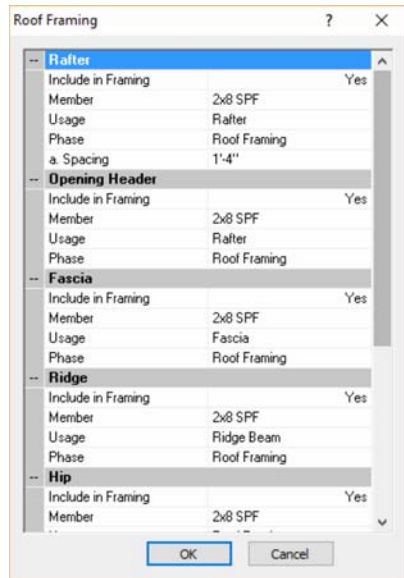 Roof Framing ? ×
-- Rafter
Include in Framing Yes
Member 2x8 SPF
Usage Rafter
Phase Roof Framing
a. Spacing 1'-4"
-- Opening Header
Include in Framing Yes
Member 2x8 SPF
Usage Rafter
Phase Roof Framing
-- Fascia
Include in Framing Yes
Member 2x8 SPF
Usage Fascia
Phase Roof Framing
-- Ridge
Include in Framing Yes
Member 2x8 SPF
Usage Ridge Beam
Phase Roof Framing
-- Hip
Include in Framing Yes
Member 2x8 SPF
OK Cancel